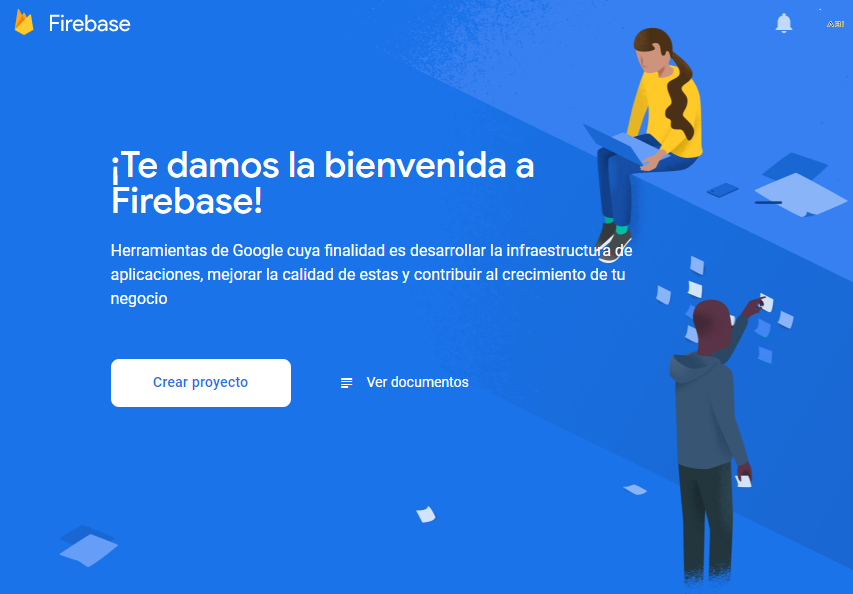 Firebase
¡Te damos la bienvenida a
Firebase!
Herramientas de Google cuya finalidad es desarrollar la infraestructura de
aplicaciones, mejorar la calidad de estas y contribuir al crecimiento de tu
negocio
Crear proyecto
Ver documentos